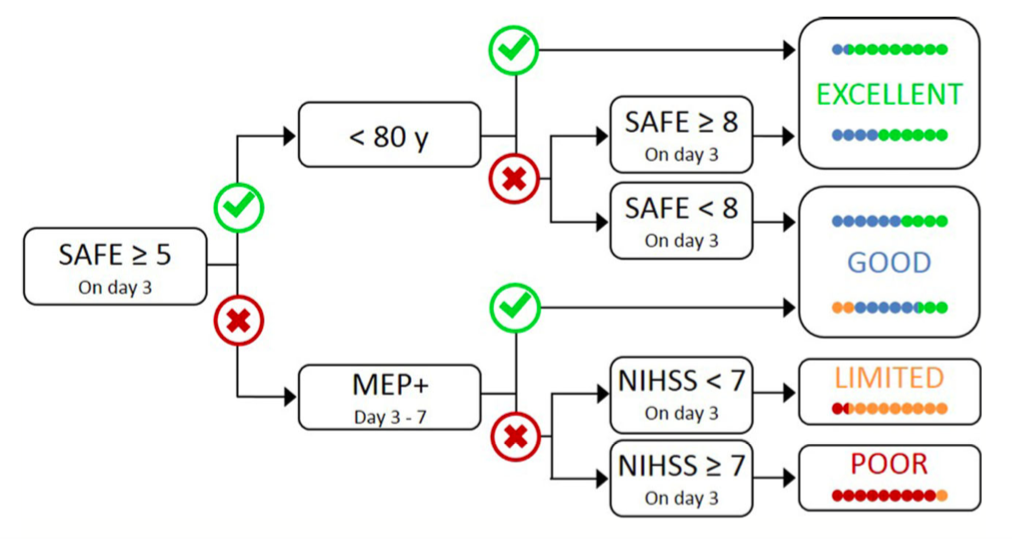 SAFE ≥ 5
On day 3
< 80 y
MEP+
Day 3 - 7
SAFE ≥ 8
On day 3
SAFE < 8
On day 3
NIHSS < 7
On day 3
NIHSS ≥ 7
On day 3
EXCELLENT
GOOD
LIMITED
POOR